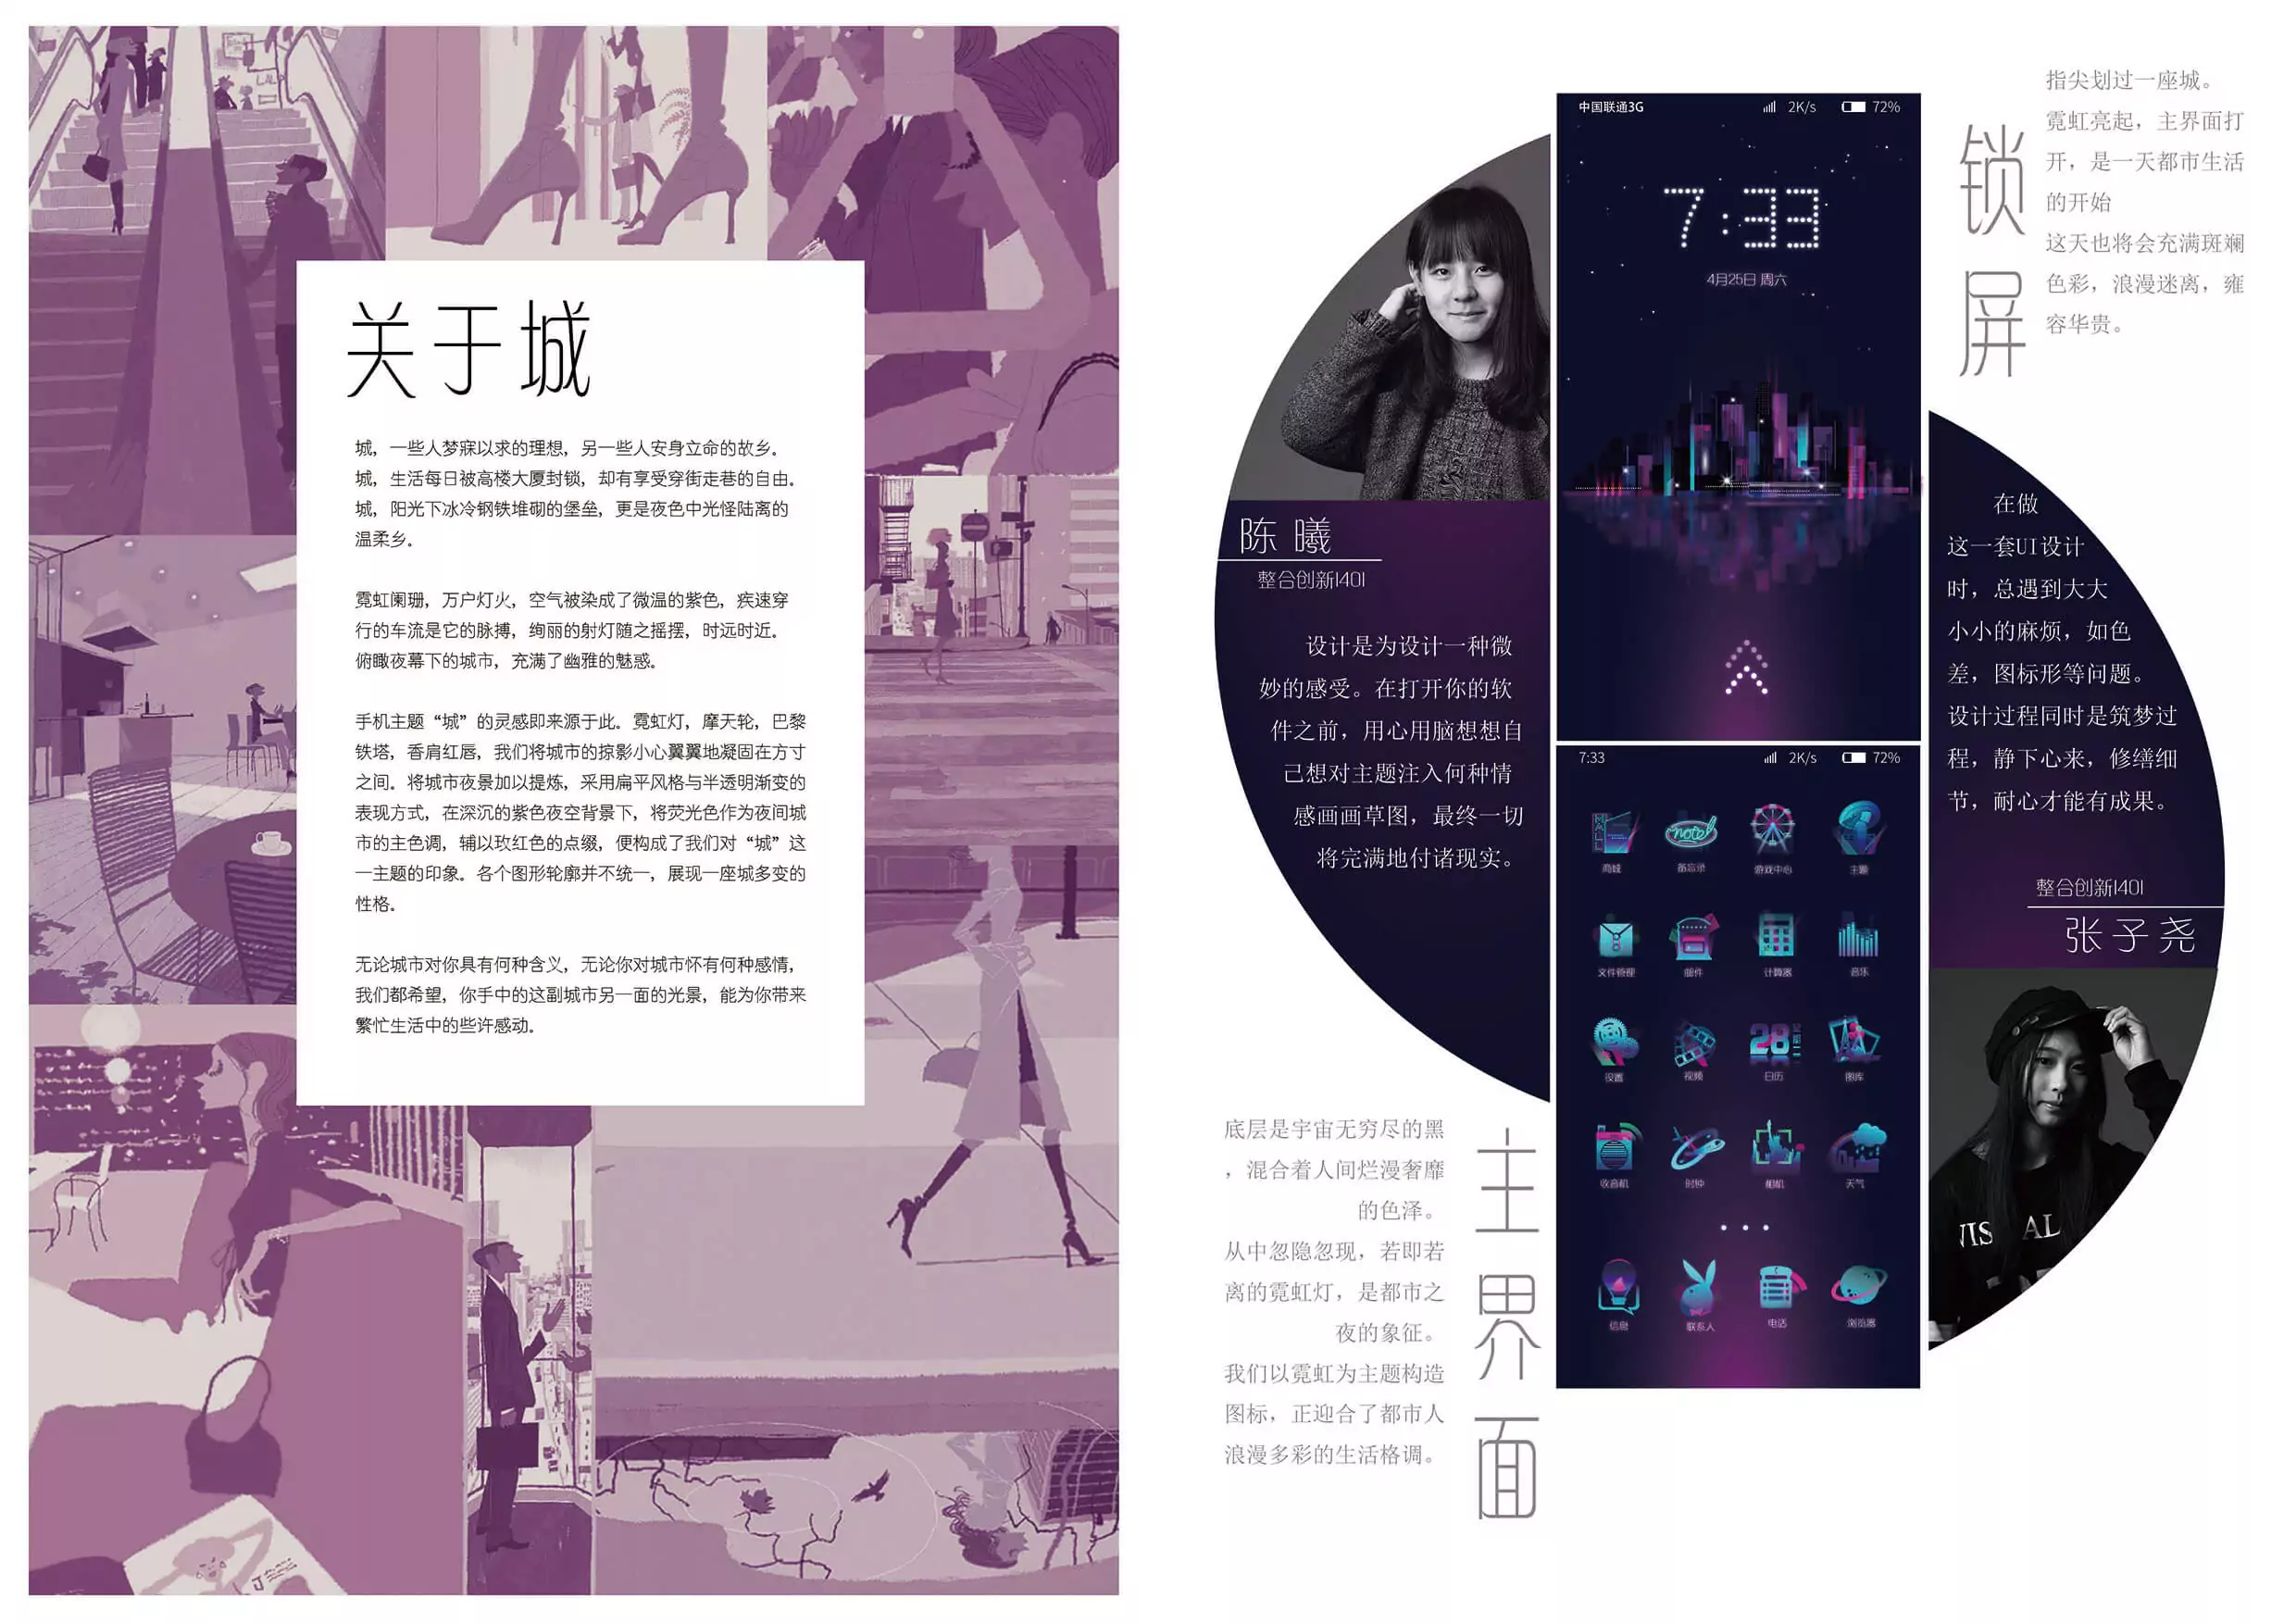 关于城
城，一些人梦寐以求的理想，另一些人安身立命的故乡。
城，生活每日被高楼大厦封锁，却有享受穿街走巷的自由。
城，阳光下冰冷钢铁堆砌的堡垒，更是夜色中光怪陆离的
温柔乡。
霓虹阑珊，万户灯火，空气被染成了微温的紫色，疾速穿
行的车流是它的脉搏，绚丽的射灯随之摇摆，时远时近。
俯瞰夜幕下的城市，充满了幽雅的魅惑。
手机主题“城”的灵感即来源于此。霓虹灯，摩天轮，巴黎
铁塔，香肩红唇，我们将城市的掠影小心翼翼地凝固在方寸
之间。将城市夜景加以提炼，采用扁平风格与半透明渐变的
表现方式，在深沉的紫色夜空背景下，将荧光色作为夜间城
市的主色调，辅以玫红色的点缀，便构成了我们对“城”这
一主题的印象。各个图形轮廓并不统一，展现一座城多变的
性格。
无论城市对你具有何种含义，无论你对城市怀有何种感情，
我们都希望，你手中的这副城市另一面的光景，能为你带来
繁忙生活中的些许感动。
陈曦
整合创新1401
设计是为设计一种微
妙的感受。在打开你的软
件之前，用心用脑想想自
己想对主题注入何种情
感画画草图，最终一切
将完满地付诸现实。
中国联通3G 2K/s 72%
7:33
4月25日 周六
锁屏
指尖划过一座城。
霓虹亮起，主界面打
开，是一天都市生活
的开始
这天也将会充满斑斓
色彩，浪漫迷离，雍
容华贵。
7:33 2K/s 72%
MALL note
商城 备忘录 游戏中心 主题
文件管理 邮件 计算器 音乐
28
设置 视频 日历 图库
收音机 时钟 相机 天气
信息 联系人 电话 浏览器
在做
这一套UI设计
时，总遇到大大
小小的麻烦，如色
差，图标形等问题。
设计过程同时是筑梦过
程，静下心来，修缮细
节，耐心才能有成果。
整合创新1401
张子尧
VIS AL
主界面
底层是宇宙无穷尽的黑
，混合着人间烂漫奢靡
的色泽。
从中忽隐忽现，若即若
离的霓虹灯，是都市之
夜的象征。
我们以霓虹为主题构造
图标，正迎合了都市人
浪漫多彩的生活格调。